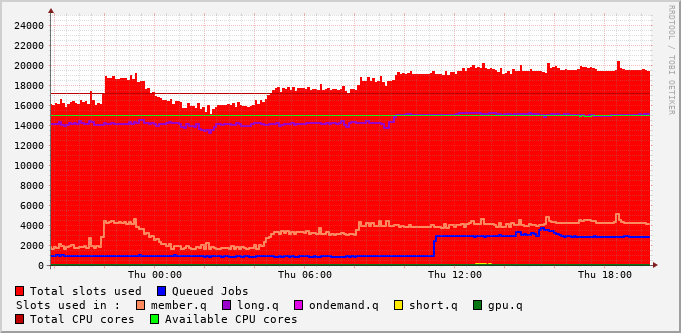 RRDTOOL / TOBI OETIKER
24000
22000
20000
18000
16000
14000
12000
10000
8000
6000
4000
2000
0
Thu 00:00 Thu 06:00 Thu 12:00 Thu 18:00
Total slots used Queued Jobs
Slots used in : member.q long.q ondemand.q short.q gpu.q
Total CPU cores Available CPU cores